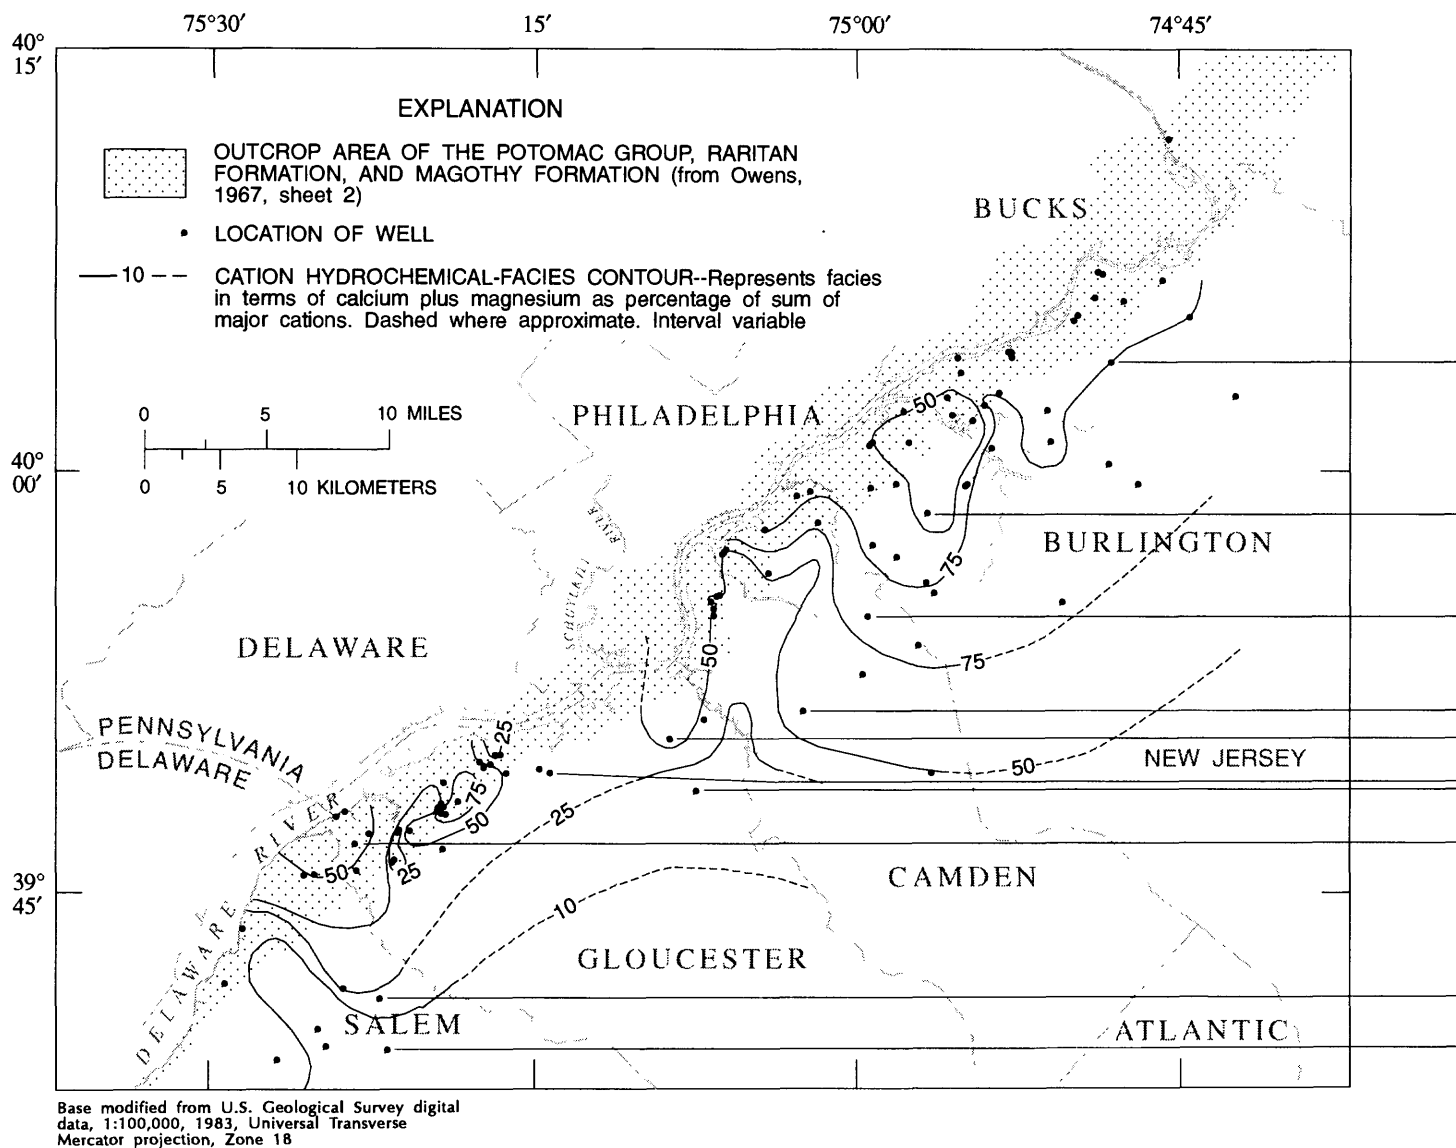 75°30′ 15′ 75°00′ 74°45′
40°
15′
EXPLANATION
OUTCROP AREA OF THE POTOMAC GROUP, RARITAN
FORMATION, AND MAGOTHY FORMATION (from Owens,
1967, sheet 2)
LOCATION OF WELL
10
CATION HYDROCHEMICAL-FACIES CONTOUR--Represents facies
in terms of calcium plus magnesium as percentage of sum of
major cations. Dashed where approximate. Interval variable
BUCKS
0 5 10 MILES
0 5 10 KILOMETERS
PHILADELPHIA
50
40°
00′
SCHUYLKILL RIVER
BURLINGTON
75
DELAWARE
50
75
PENNSYLVANIA
DELAWARE
25
NEW JERSEY
50
75
50
25
DELAWARE RIVER
50
25
CAMDEN
39°
45′
10
GLOUCESTER
SALEM
ATLANTIC
15′
Base modified from U.S. Geological Survey digital
data, 1:100,000, 1983, Universal Transverse
Mercator projection, Zone 18